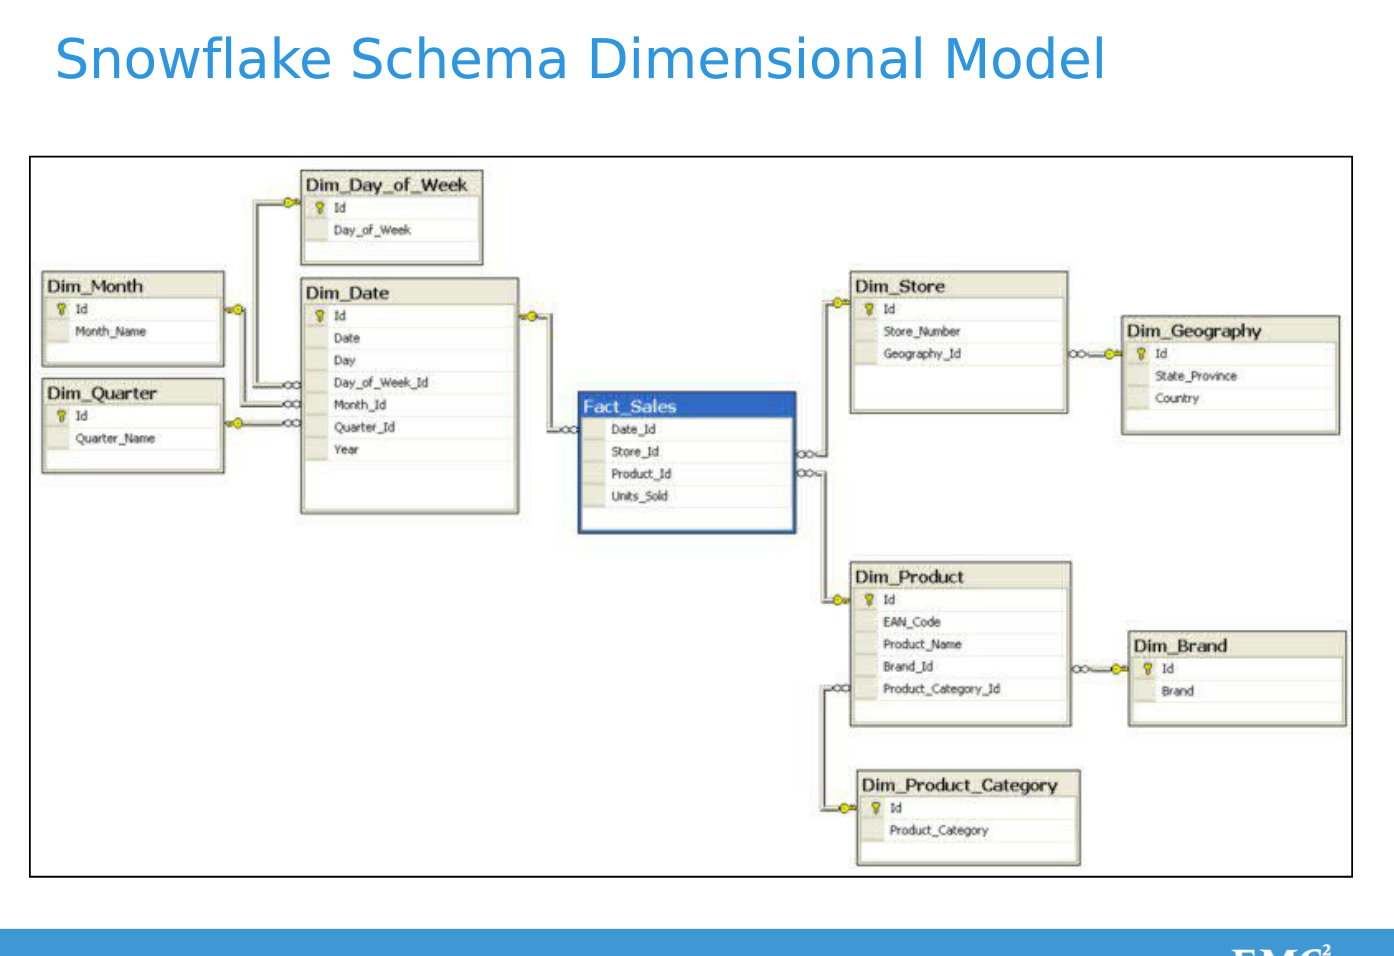 Snowflake Schema Dimensional Model
Dim_Day_of_Week
Id
Day_of_Week
Dim_Month
Id
Month_Name
Dim_Quarter
Id
Quarter_Name
Dim_Date
Id
Date
Day
Day_of_Week_Id
Month_Id
Quarter_Id
Year
Fact_Sales
Date_Id
Store_Id
Product_Id
Units_Sold
Dim_Store
Id
Store_Number
Geography_Id
Dim_Geography
Id
State_Province
Country
Dim_Product
Id
EAN_Code
Product_Name
Brand_Id
Product_Category_Id
Dim_Brand
Id
Brand
Dim_Product_Category
Id
Product_Category
EMC²